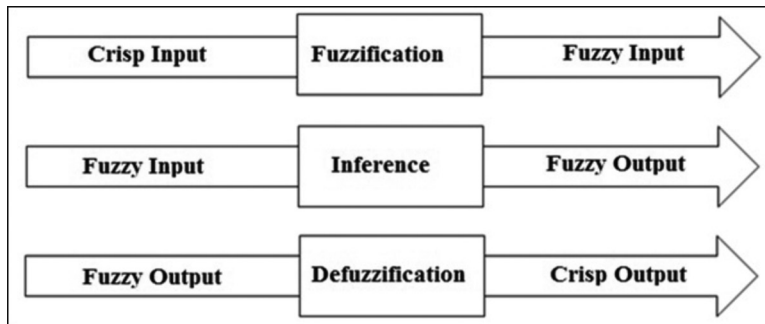 Crisp Input Fuzzification Fuzzy Input
Fuzzy Input Inference Fuzzy Output
Fuzzy Output Defuzzification Crisp Output